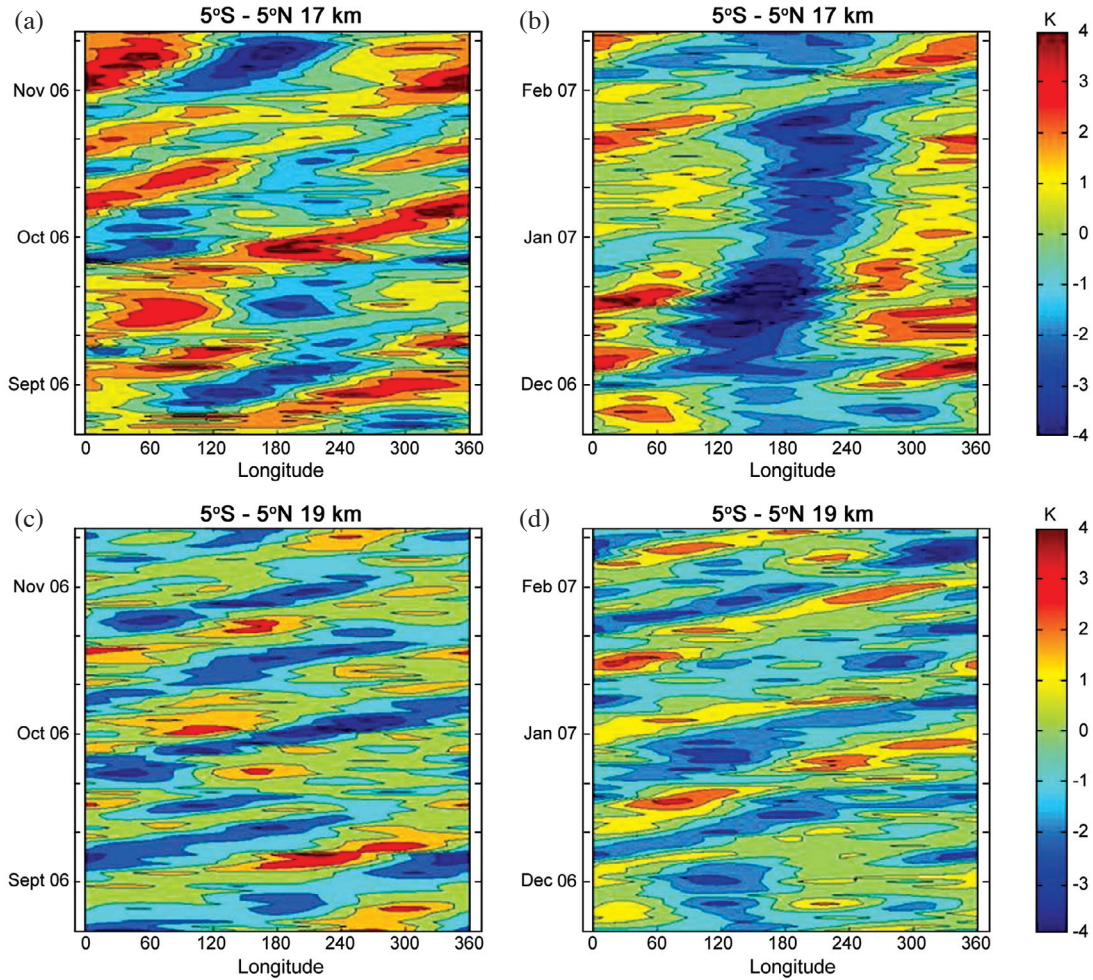 (a)
5°S - 5°N 17 km
Nov 06
Oct 06
Sept 06
0 60 120 180 240 300 360
Longitude
(b)
5°S - 5°N 17 km
Feb 07
Jan 07
Dec 06
0 60 120 180 240 300 360
Longitude
K
4
3
2
1
0
-1
-2
-3
-4
(c)
5°S - 5°N 19 km
Nov 06
Oct 06
Sept 06
0 60 120 180 240 300 360
Longitude
(d)
5°S - 5°N 19 km
Feb 07
Jan 07
Dec 06
0 60 120 180 240 300 360
Longitude
K
4
3
2
1
0
-1
-2
-3
-4